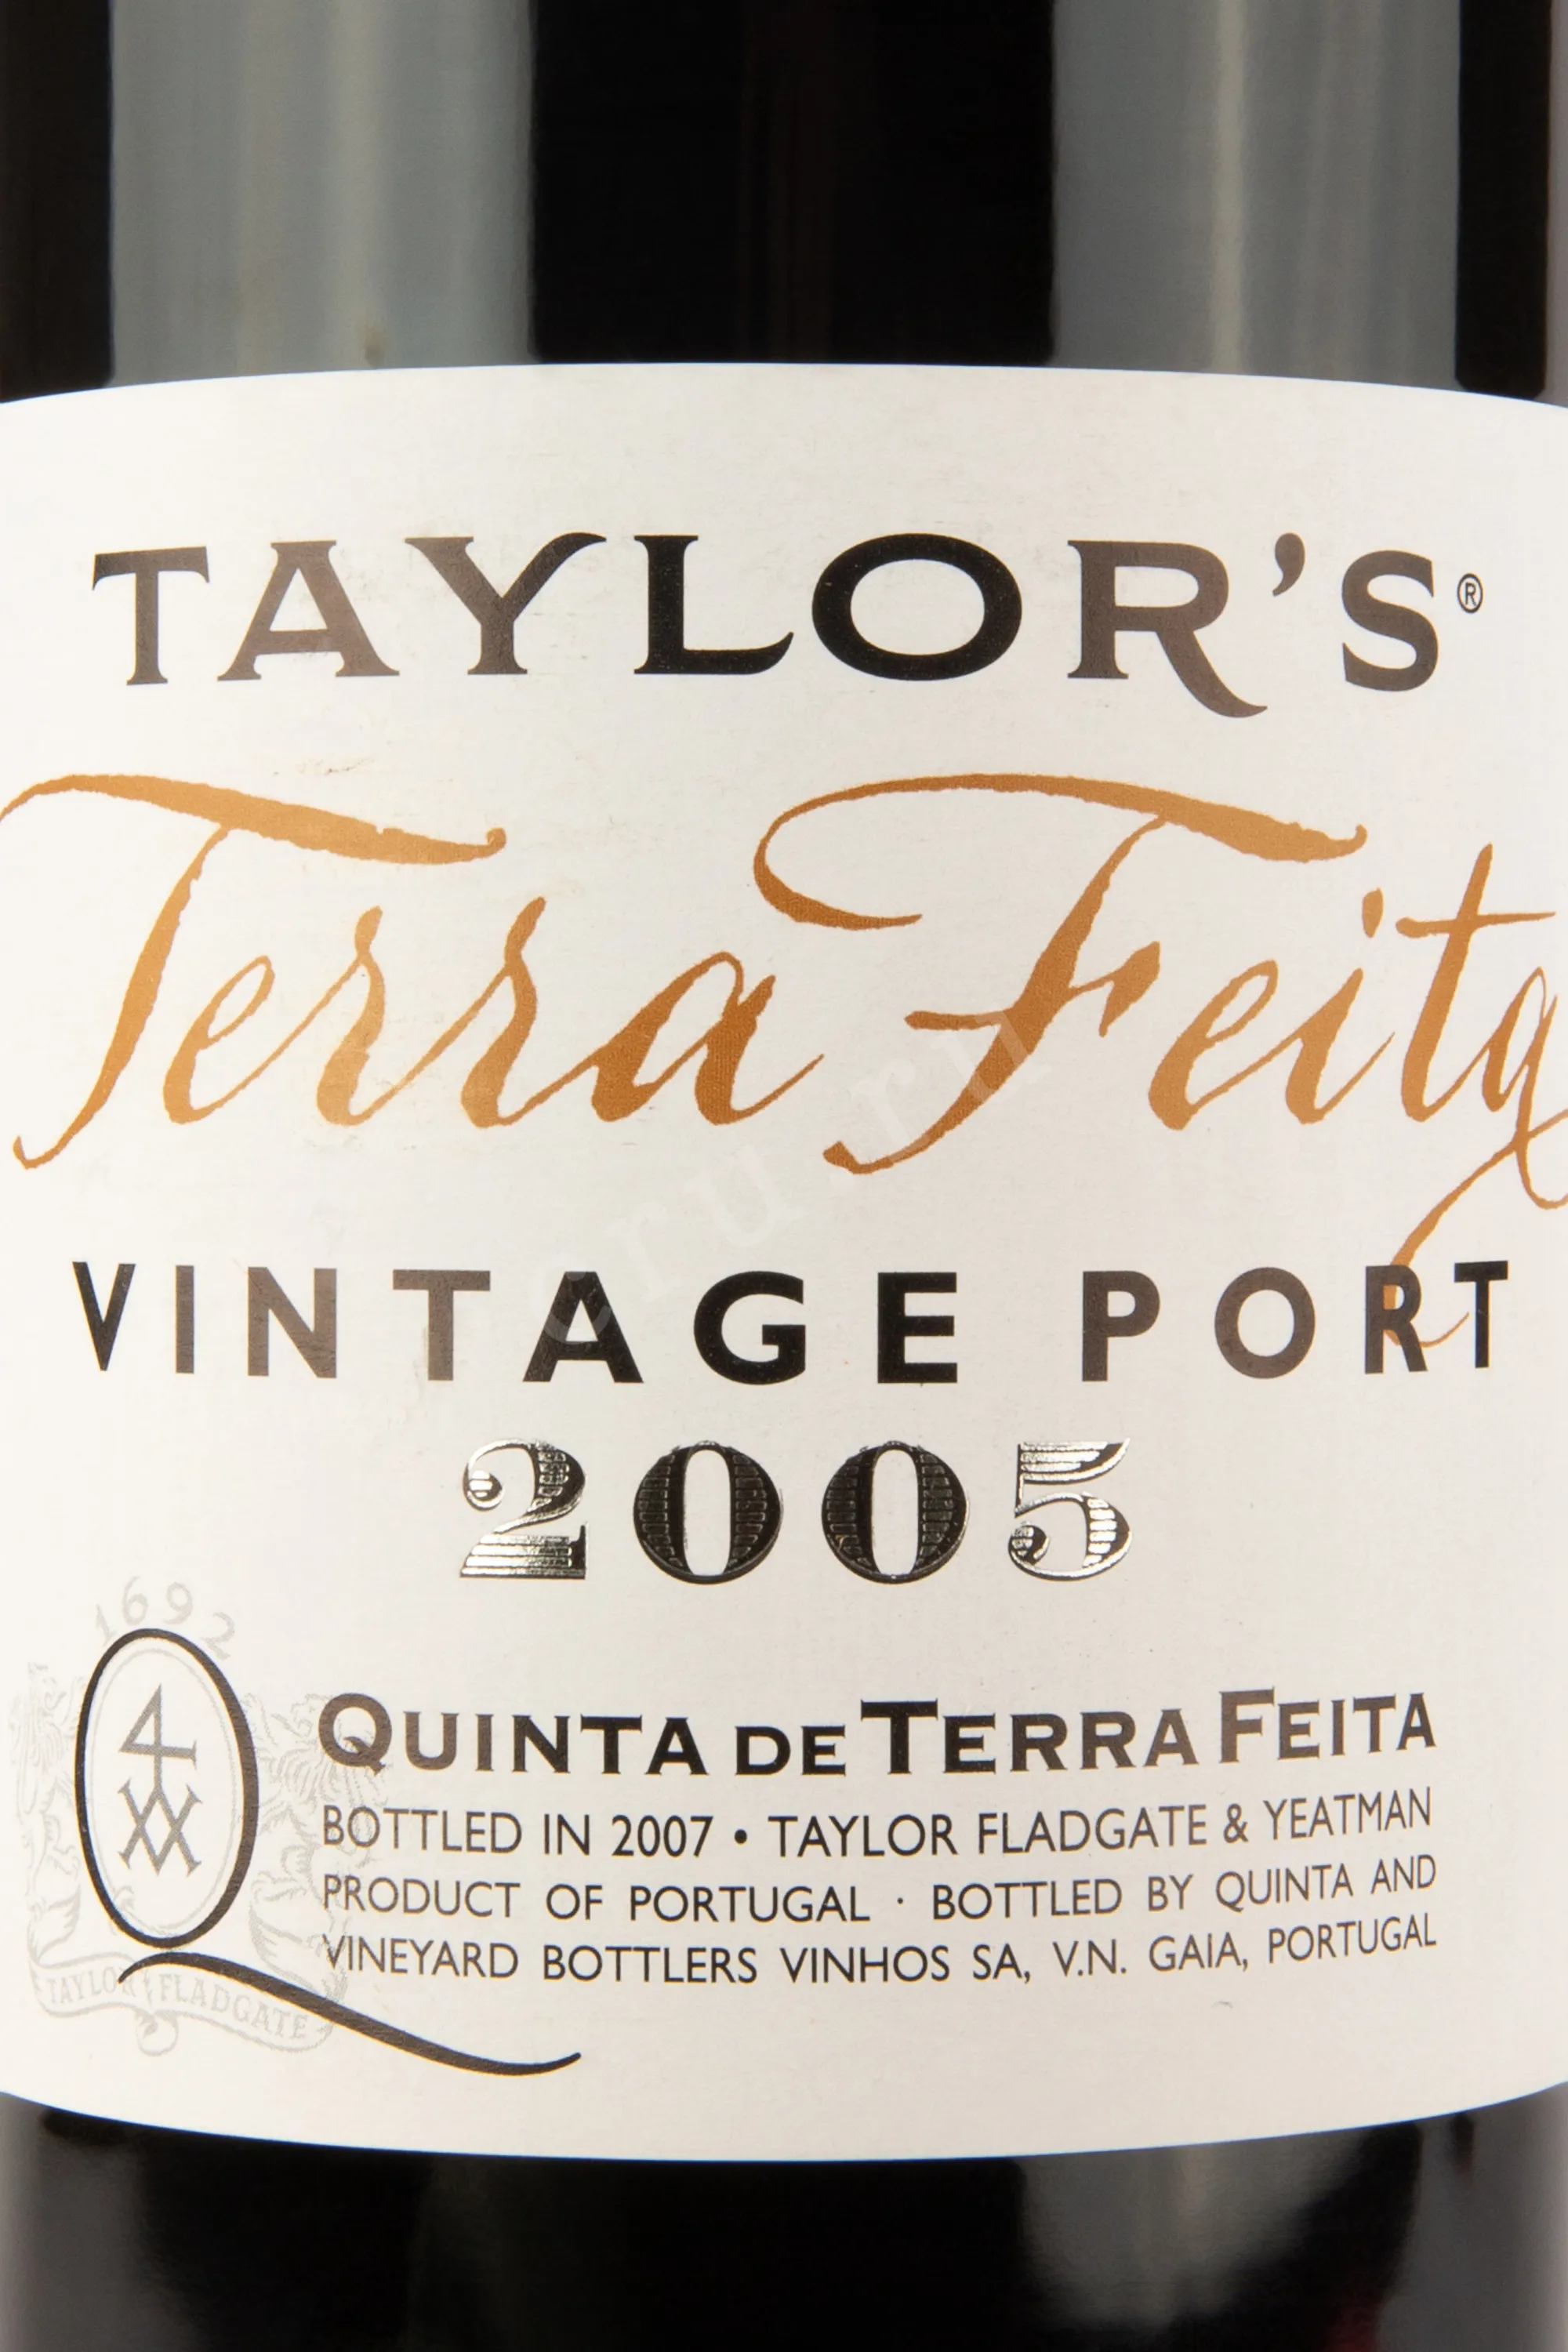 TAYLOR'S®
Terra Feita
VINTAGE PORT
2005
1692
QUINTA DE TERRA FEITA
BOTTLED IN 2007 • TAYLOR FLADGATE & YEATMAN
PRODUCT OF PORTUGAL · BOTTLED BY QUINTA AND
VINEYARD BOTTLERS VINHOS SA, V.N. GAIA, PORTUGAL
TAYLOR FLADGATE